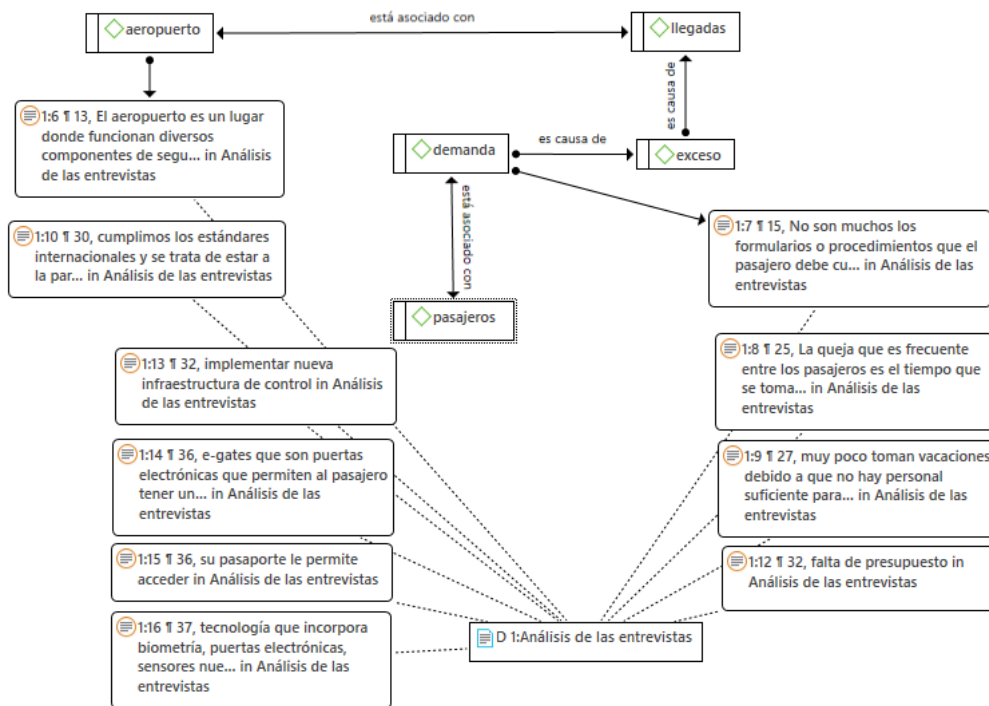 está asociado con
aeropuerto
llegadas
es causa de
1:6 ¶ 13, El aeropuerto es un lugar
donde funcionan diversos
componentes de segu... in Análisis
de las entrevistas
demanda
es causa de
exceso
está asociado con
1:10 ¶ 30, cumplimos los estándares
internacionales y se trata de estar a
la par... in Análisis de las entrevistas
1:7 ¶ 15, No son muchos los
formularios o procedimientos que el
pasajero debe cu... in Análisis de las
entrevistas
pasajeros
1:13 ¶ 32, implementar nueva
infraestructura de control in Análisis
de las entrevistas
1:8 ¶ 25, La queja que es frecuente
entre los pasajeros es el tiempo que
se toma... in Análisis de las
entrevistas
1:14 ¶ 36, e-gates que son puertas
electrónicas que permiten al pasajero
tener un... in Análisis de las
entrevistas
1:9 ¶ 27, muy poco toman vacaciones
debido a que no hay personal
suficiente para... in Análisis de las
entrevistas
1:15 ¶ 36, su pasaporte le permite
acceder in Análisis de las entrevistas
1:12 ¶ 32, falta de presupuesto in
Análisis de las entrevistas
1:16 ¶ 37, tecnología que incorpora
biometría, puertas electrónicas,
sensores nue... in Análisis de las
entrevistas
D 1:Análisis de las entrevistas